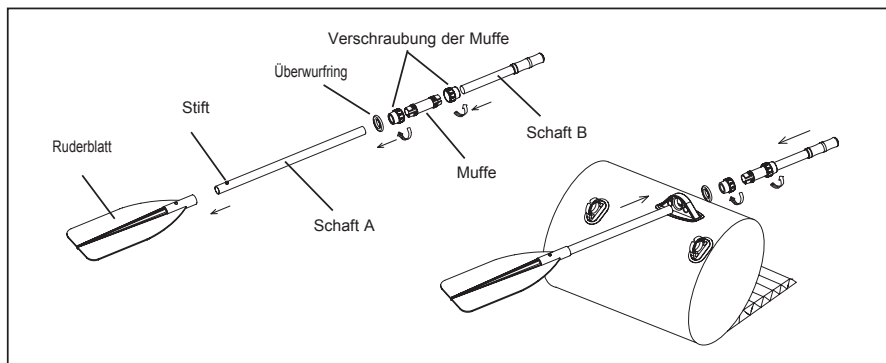 Verschraubung der Muffe
Überwurfring
Stift
Schaft B
Ruderblatt
Muffe
Schaft A